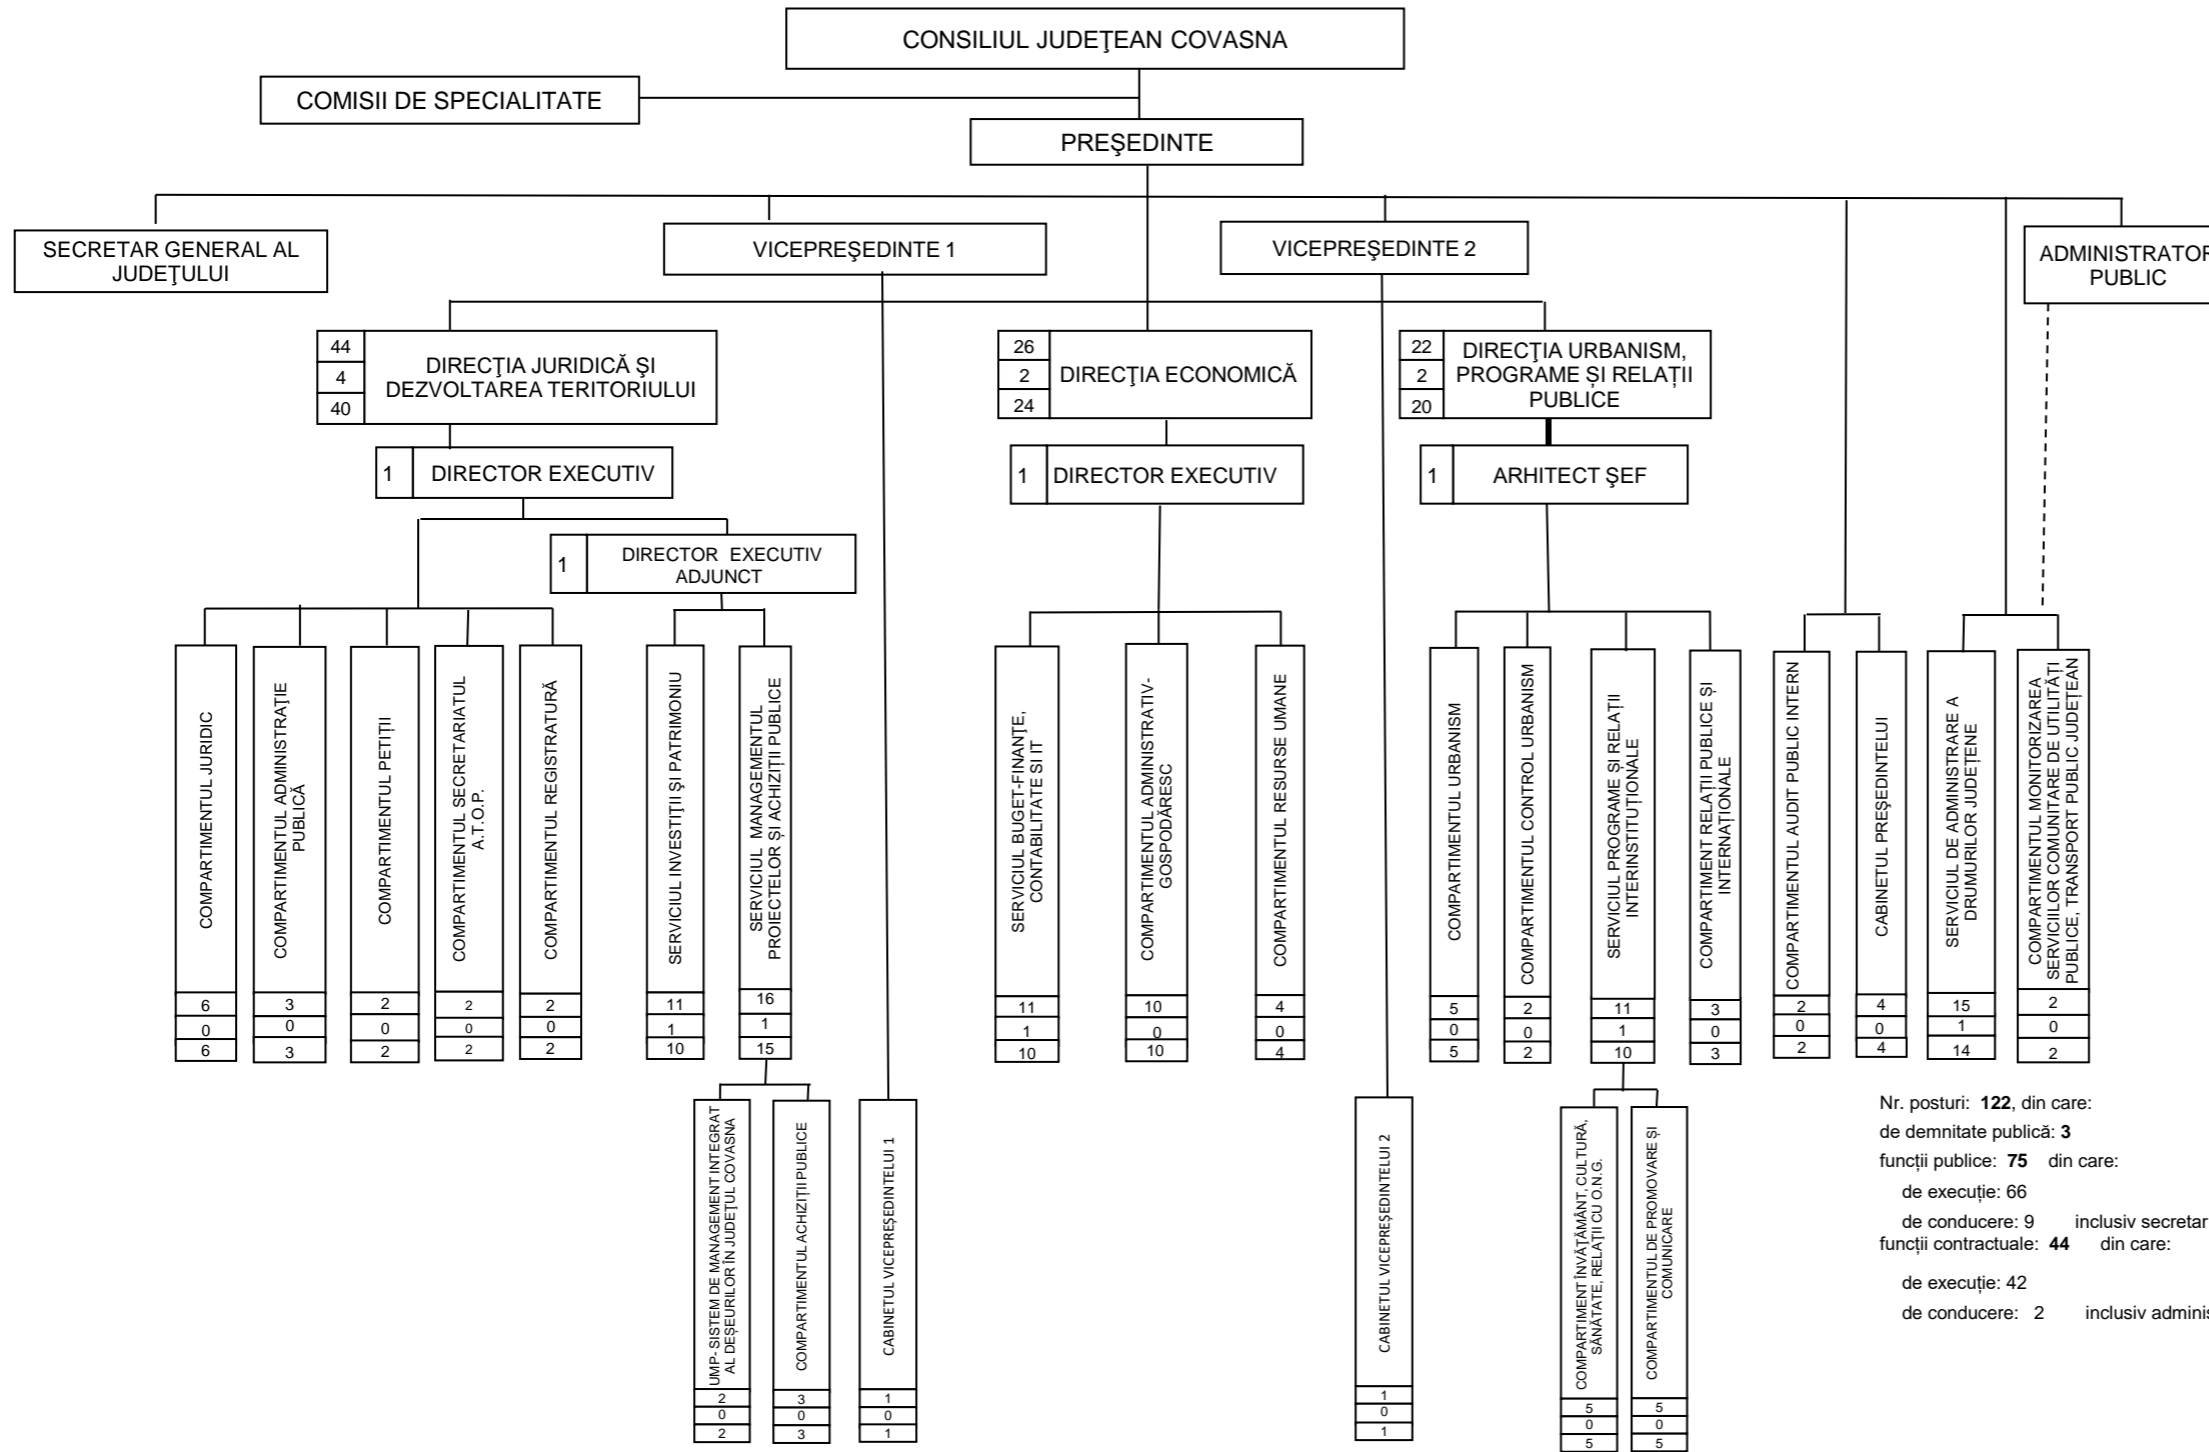 CONSILIUL JUDEŢEAN COVASNA
COMISII DE SPECIALITATE
PREŞEDINTE
SECRETAR GENERAL AL
JUDEŢULUI
VICEPREŞEDINTE 1
VICEPREŞEDINTE 2
ADMINISTRATOR
PUBLIC
44
4
40
DIRECŢIA JURIDICĂ ŞI
DEZVOLTAREA TERITORIULUI
26
2
24
DIRECŢIA ECONOMICĂ
22
2
20
DIRECŢIA URBANISM,
PROGRAME ȘI RELAȚII
PUBLICE
1
DIRECTOR EXECUTIV
1
DIRECTOR EXECUTIV
1
ARHITECT ŞEF
1
DIRECTOR EXECUTIV
ADJUNCT
COMPARTIMENTUL JURIDIC
6
0
6
COMPARTIMENTUL ADMINISTRAŢIE
PUBLICĂ
3
0
3
COMPARTIMENTUL PETIȚII
2
0
2
COMPARTIMENTUL SECRETARIATUL
A.T.O.P.
2
0
2
COMPARTIMENTUL REGISTRATURĂ
2
0
2
SERVICIUL INVESTIŢII ŞI PATRIMONIU
11
1
10
SERVICIUL MANAGEMENTUL
PROIECTELOR ȘI ACHIZIȚII PUBLICE
16
1
15
SERVICIUL BUGET-FINANŢE,
CONTABILITATE SI IT
11
1
10
COMPARTIMENTUL ADMINISTRATIV-
GOSPODĂRESC
10
0
10
COMPARTIMENTUL RESURSE UMANE
4
0
4
COMPARTIMENTUL URBANISM
5
0
5
COMPARTIMENTUL CONTROL URBANISM
2
0
2
SERVICIUL PROGRAME ȘI RELAȚII
INTERINSTITUȚIONALE
11
1
10
COMPARTIMENT RELAȚII PUBLICE ȘI
INTERNAȚIONALE
3
0
3
COMPARTIMENTUL AUDIT PUBLIC INTERN
2
0
2
CABINETUL PREŞEDINTELUI
4
0
4
SERVICIUL DE ADMINISTRARE A
DRUMURILOR JUDEȚENE
15
1
14
COMPARTIMENTUL MONITORIZAREA
SERVICIILOR COMUNITARE DE UTILITĂȚI
PUBLICE, TRANSPORT PUBLIC JUDEȚEAN
2
0
2
UMP- SISTEM DE MANAGEMENT INTEGRAT
AL DEȘEURILOR ÎN JUDEŢUL COVASNA
2
0
2
COMPARTIMENTUL ACHIZIȚII PUBLICE
3
0
3
CABINETUL VICEPREȘEDINTELUI 1
1
0
1
CABINETUL VICEPREȘEDINTELUI 2
1
0
1
COMPARTIMENT ÎNVĂȚĂMÂNT, CULTURĂ,
SĂNĂTATE, RELAȚII CU O.N.G.
5
0
5
COMPARTIMENTUL DE PROMOVARE ȘI
COMUNICARE
5
0
5
Nr. posturi: 122, din care:
de demnitate publică: 3
funcții publice: 75 din care:
de execuție: 66
de conducere: 9 inclusiv secretar
funcții contractuale: 44 din care:
de execuție: 42
de conducere: 2 inclusiv adminis